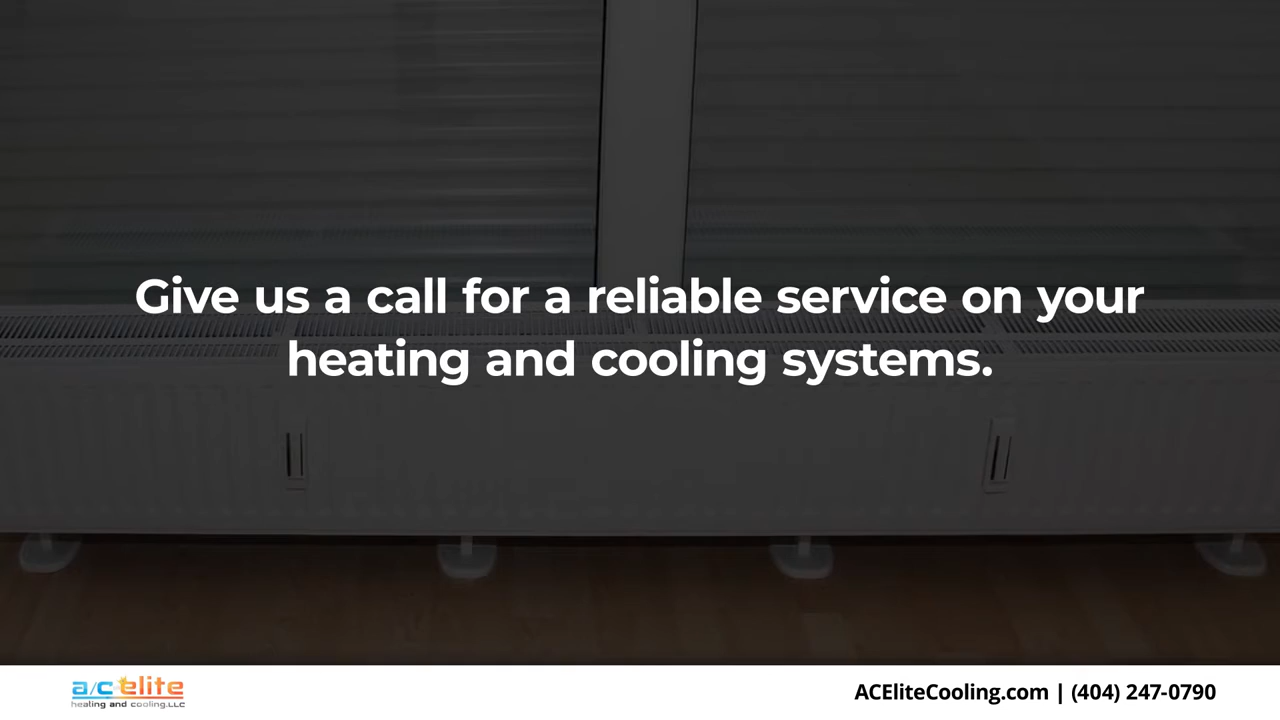 Give us a call for a reliable service on your
heating and cooling systems.
a/c elite
heating and cooling.LLC
ACEliteCooling.com | (404) 247-0790